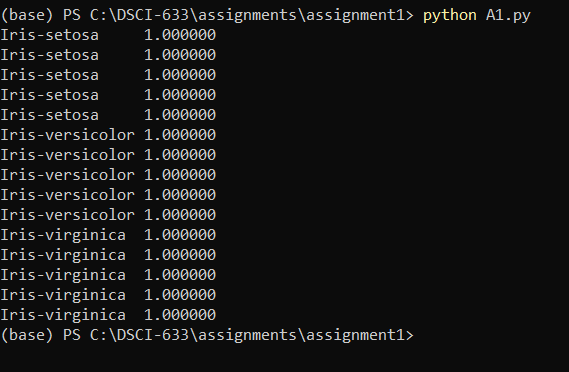 (base) PS C:\DSCI-633\assignments\assignment1> python A1.py
Iris-setosa     1.000000
Iris-setosa     1.000000
Iris-setosa     1.000000
Iris-setosa     1.000000
Iris-setosa     1.000000
Iris-versicolor 1.000000
Iris-versicolor 1.000000
Iris-versicolor 1.000000
Iris-versicolor 1.000000
Iris-versicolor 1.000000
Iris-virginica  1.000000
Iris-virginica  1.000000
Iris-virginica  1.000000
Iris-virginica  1.000000
Iris-virginica  1.000000
(base) PS C:\DSCI-633\assignments\assignment1>